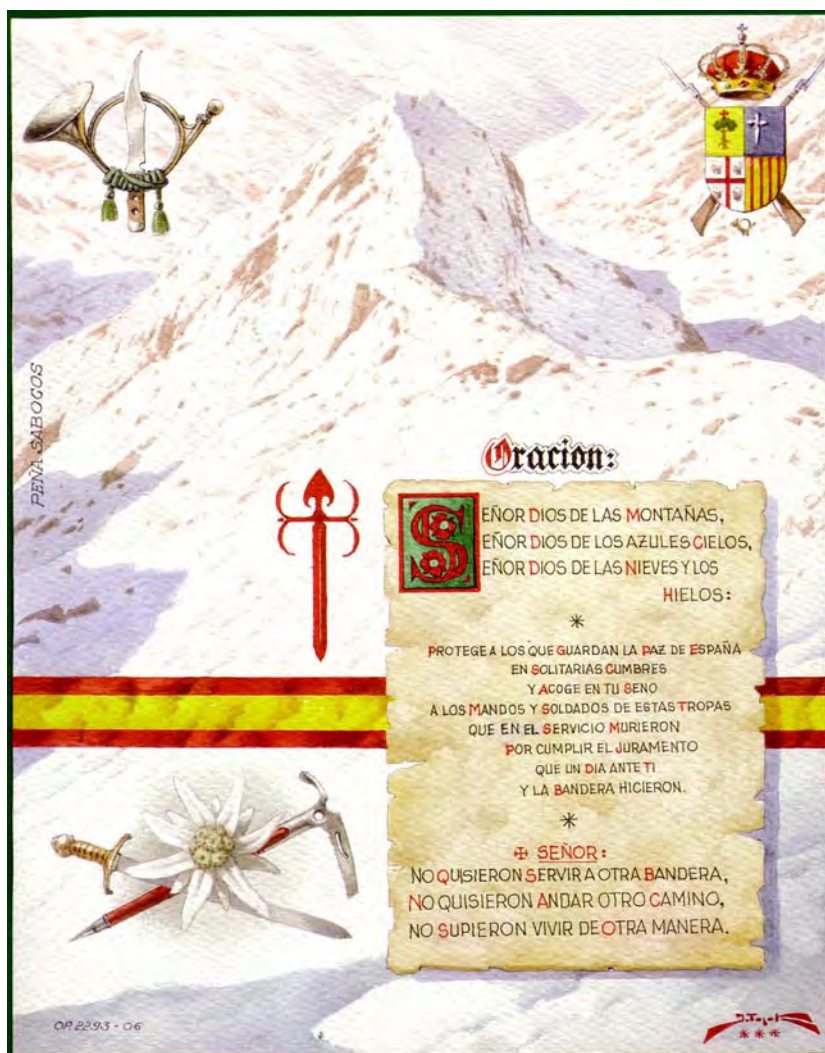 PEÑA SABOCOS
Oracion:
SEÑOR DIOS DE LAS MONTAÑAS,
SEÑOR DIOS DE LOS AZULES CIELOS,
SEÑOR DIOS DE LAS NIEVES Y LOS
HIELOS:
*
PROTEGE A LOS QUE GUARDAN LA PAZ DE ESPAÑA
EN SOLITARIAS CUMBRES
Y ACOGE EN TU SENO
A LOS MANDOS Y SOLDADOS DE ESTAS TROPAS
QUE EN EL SERVICIO MURIERON
POR CUMPLIR EL JURAMENTO
QUE UN DIA ANTE TI
Y LA BANDERA HICIERON.
*
✠ SEÑOR:
NO QUISIERON SERVIR A OTRA BANDERA,
NO QUISIERON ANDAR OTRO CAMINO,
NO SUPIERON VIVIR DE OTRA MANERA.
OP. 2293-06